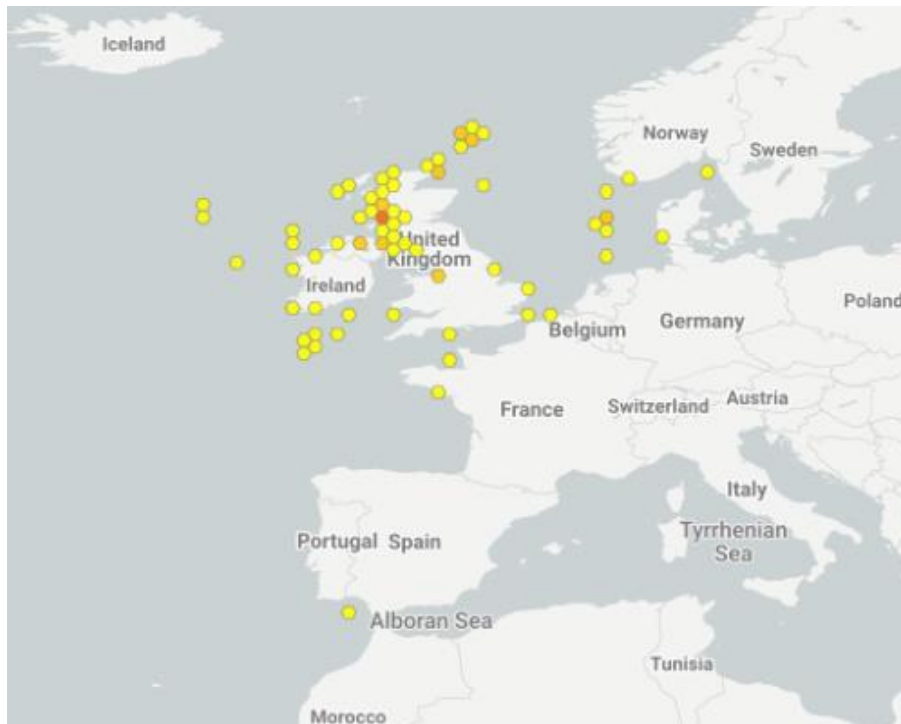 Iceland
Norway
Sweden
United
Kingdom
Ireland
Poland
Belgium
Germany
France
Switzerland
Austria
Italy
Portugal
Spain
Tyrrhenian
Sea
Alboran Sea
Tunisia
Morocco